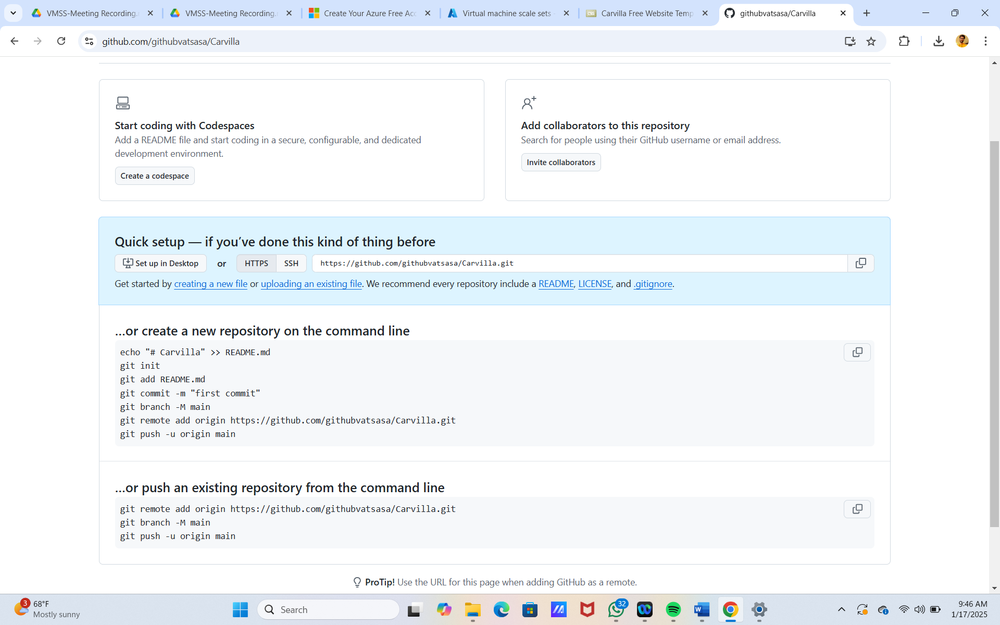 VMSS-Meeting Recording.
VMSS-Meeting Recording.
Create Your Azure Free Acc
Virtual machine scale sets -
CSS
Carvilla Free Website Temp
githubvatsasa/Carvilla
github.com/githubvatsasa/Carvilla
Start coding with Codespaces
Add a README file and start coding in a secure, configurable, and dedicated
development environment.
Create a codespace
Add collaborators to this repository
Search for people using their GitHub username or email address.
Invite collaborators
Quick setup — if you’ve done this kind of thing before
Set up in Desktop or HTTPS SSH https://github.com/githubvatsasa/Carvilla.git
Get started by creating a new file or uploading an existing file. We recommend every repository include a README, LICENSE, and .gitignore.
…or create a new repository on the command line
echo "# Carvilla" >> README.md
git init
git add README.md
git commit -m "first commit"
git branch -M main
git remote add origin https://github.com/githubvatsasa/Carvilla.git
git push -u origin main
…or push an existing repository from the command line
git remote add origin https://github.com/githubvatsasa/Carvilla.git
git branch -M main
git push -u origin main
ProTip! Use the URL for this page when adding GitHub as a remote.
3
68°F
Mostly sunny
Search
32
W
9:46 AM
1/17/2025